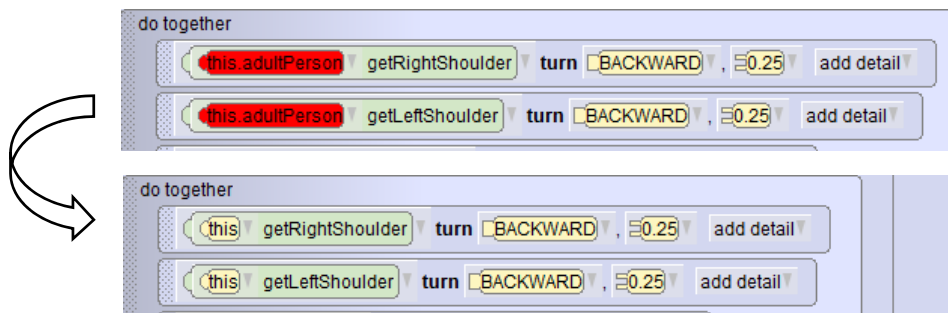 do together
this.adultPerson getRightShoulder turn BACKWARD , 0.25 add detail
this.adultPerson getLeftShoulder turn BACKWARD , 0.25 add detail
do together
this getRightShoulder turn BACKWARD , 0.25 add detail
this getLeftShoulder turn BACKWARD , 0.25 add detail